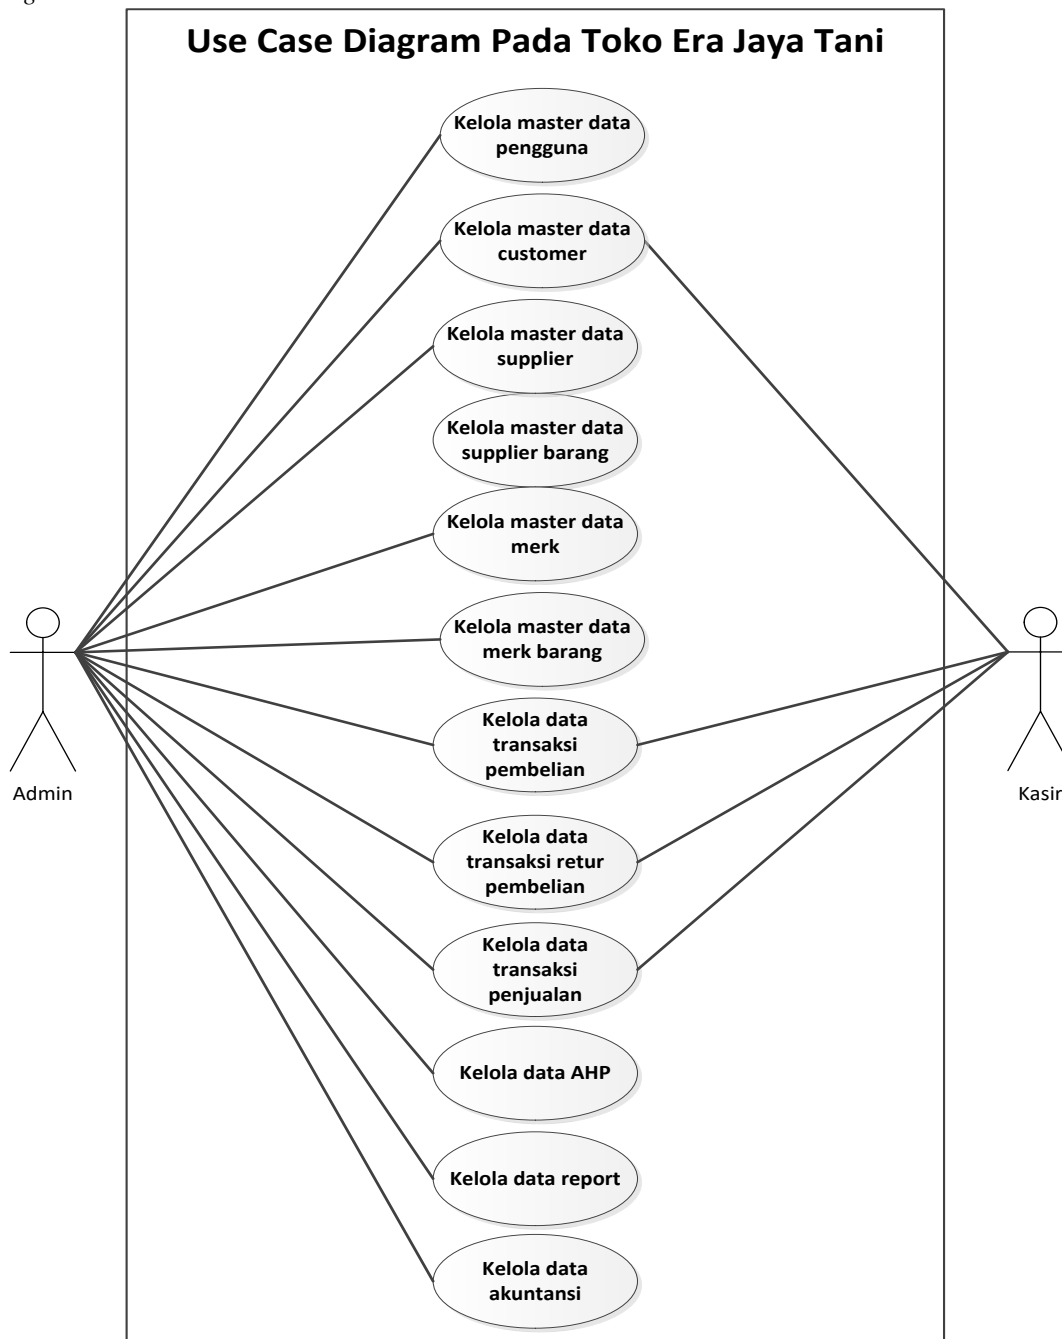 Use Case Diagram Pada Toko Era Jaya Tani
Kelola master data
pengguna
Kelola master data
customer
Kelola master data
supplier
Kelola master data
supplier barang
Kelola master data
merk
Kelola master data
merk barang
Kelola data
transaksi
pembelian
Admin
Kasir
Kelola data
transaksi retur
pembelian
Kelola data
transaksi
penjualan
Kelola data AHP
Kelola data report
Kelola data
akuntansi